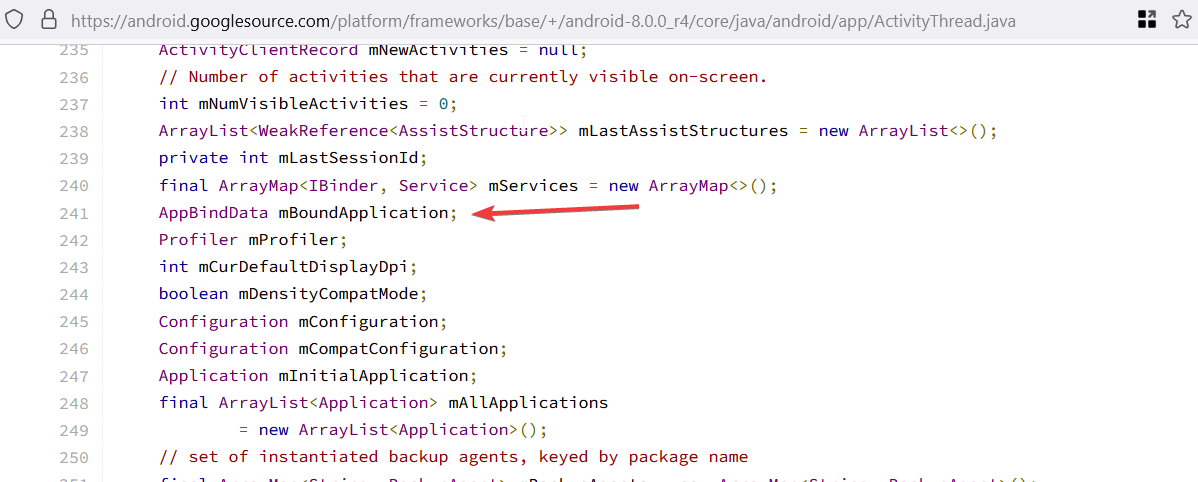 https://android.googlesource.com/platform/frameworks/base/+/android-8.0.0_r4/core/java/android/app/ActivityThread.java
235 ActivityClientRecord mNewActivities = null;
236 // Number of activities that are currently visible on-screen.
237 int mNumVisibleActivities = 0;
238 ArrayList<WeakReference<AssistStructure>> mLastAssistStructures = new ArrayList<>();
239 private int mLastSessionId;
240 final ArrayMap<IBinder, Service> mServices = new ArrayMap<>();
241 AppBindData mBoundApplication;
242 Profiler mProfiler;
243 int mCurDefaultDisplayDpi;
244 boolean mDensityCompatMode;
245 Configuration mConfiguration;
246 Configuration mCompatConfiguration;
247 Application mInitialApplication;
248 final ArrayList<Application> mAllApplications
249 = new ArrayList<Application>();
250 // set of instantiated backup agents, keyed by package name